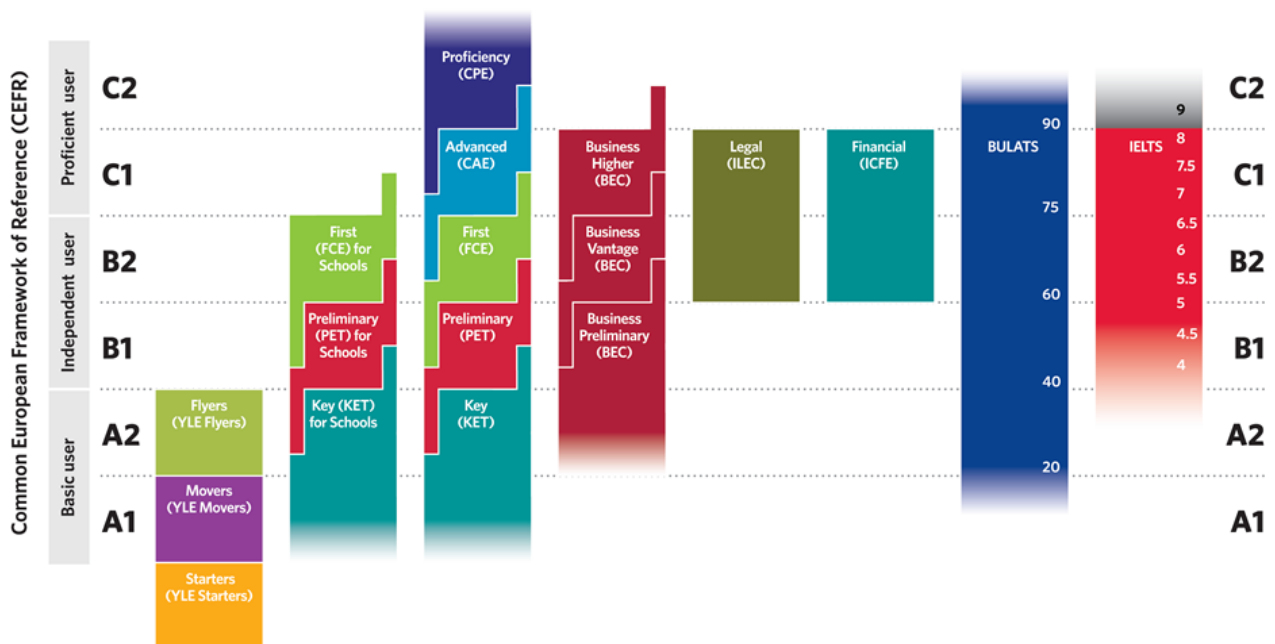 Common European Framework of Reference (CEFR)
Proficient user
Independent user
Basic user
C2
C1
B2
B1
A2
A1
Flyers
(YLE Flyers)
Movers
(YLE Movers)
Starters
(YLE Starters)
First
(FCE) for
Schools
Preliminary
(PET) for
Schools
Key (KET)
for Schools
Proficiency
(CPE)
Advanced
(CAE)
First
(FCE)
Preliminary
(PET)
Key
(KET)
Business
Higher
(BEC)
Business
Vantage
(BEC)
Business
Preliminary
(BEC)
Legal
(ILEC)
Financial
(ICFE)
BULATS
90
75
60
40
20
IELTS
9
8
7.5
7
6.5
6
5.5
5
4.5
4
C2
C1
B2
B1
A2
A1